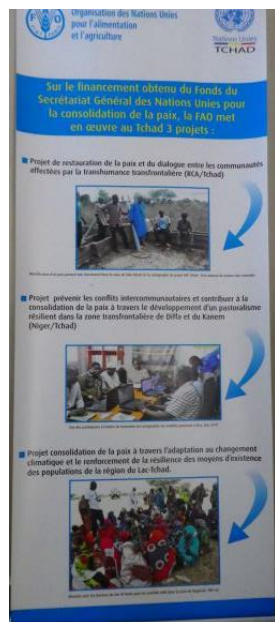 Organisation des Nations Unies
pour l'alimentation
et l'agriculture
Nations Unies
TCHAD
Sur le financement obtenu du Fonds du
Secrétariat Général des Nations Unies pour
la consolidation de la paix, la FAO met
en œuvre au Tchad 3 projets :
Projet de restauration de la paix et du dialogue entre les communautés
affectées par la transhumance transfrontalière (RCA/Tchad)
Projet prévenir les conflits intercommunautaires et contribuer à la
consolidation de la paix à travers le développement d'un pastoralisme
résilient dans la zone transfrontalière de Diffa et du Kanem
(Niger/Tchad)
Projet consolidation de la paix à travers l'adaptation au changement
climatique et le renforcement de la résilience des moyens d'existence
des populations de la région du Lac-Tchad.